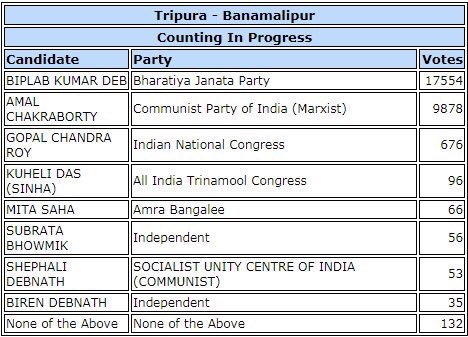 Tripura - Banamalipur
Counting In Progress
Candidate Party Votes
BIPLAB KUMAR DEB Bharatiya Janata Party 17554
AMAL
CHAKRABORTY Communist Party of India (Marxist) 9878
GOPAL CHANDRA
ROY Indian National Congress 676
KUHELI DAS
(SINHA) All India Trinamool Congress 96
MITA SAHA Amra Bangalee 66
SUBRATA
BHOWMIK Independent 56
SHEPHALI SOCIALIST UNITY CENTRE OF INDIA
DEBNATH (COMMUNIST) 53
BIREN DEBNATH Independent 35
None of the Above None of the Above 132